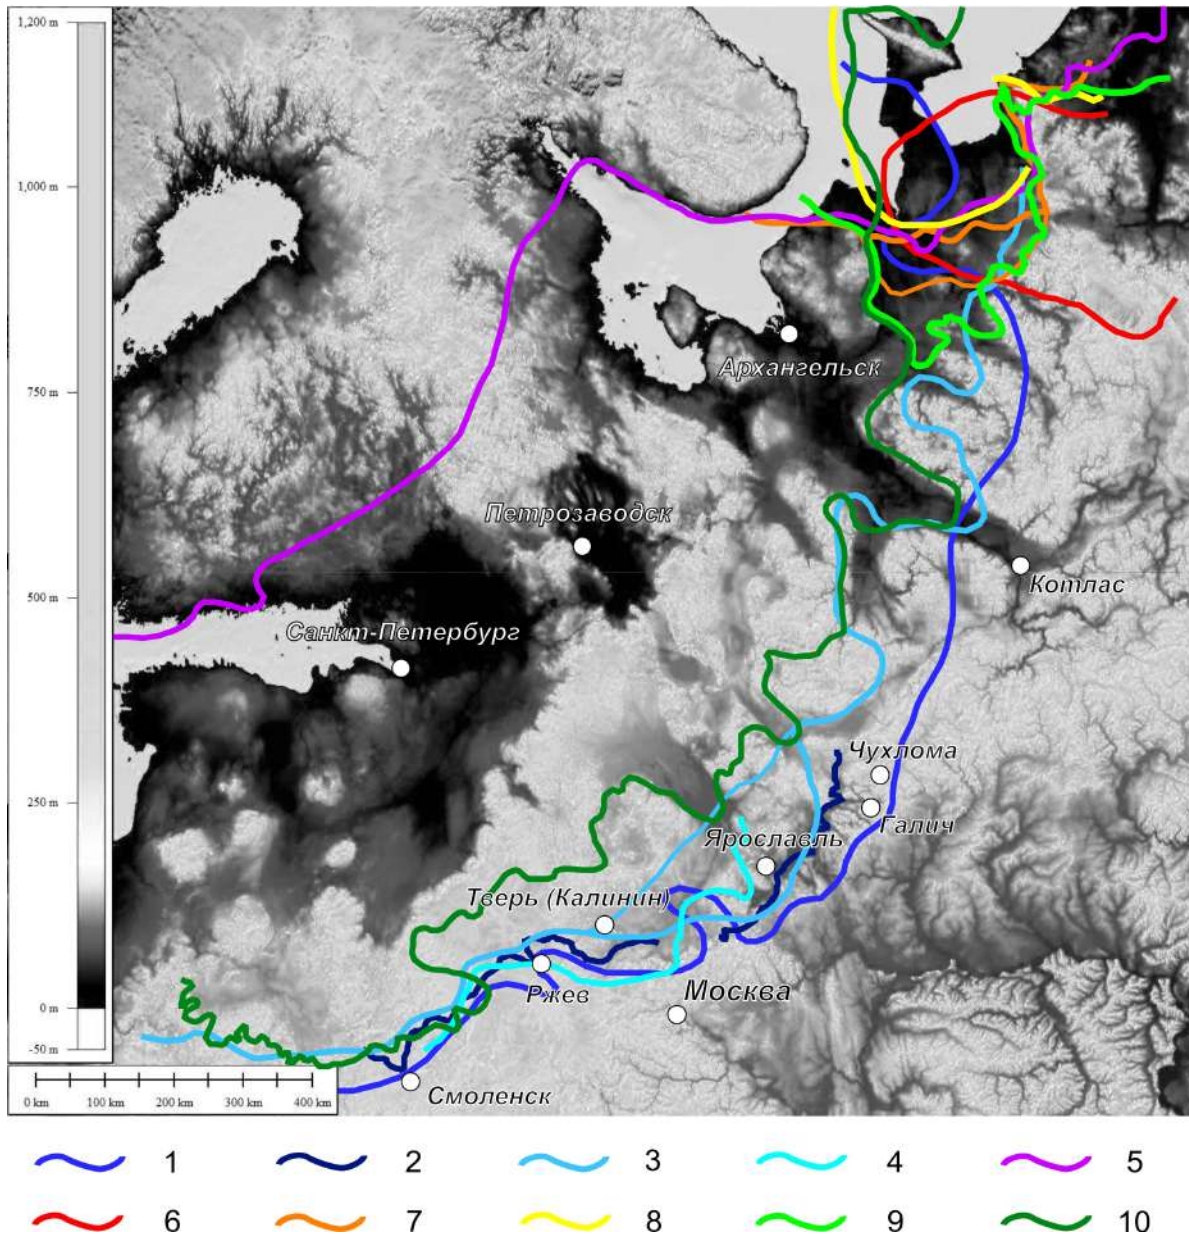 1,200 m
1,000 m
750 m
500 m
250 m
0 m
-50 m
Архангельск
Петрозаводск
Котлас
Санкт-Петербург
Чухлома
Галич
Ярославль
Тверь (Калинин)
Ржев
Москва
Смоленск
0 km 100 km 200 km 300 km 400 km
1 2 3 4 5
6 7 8 9 10